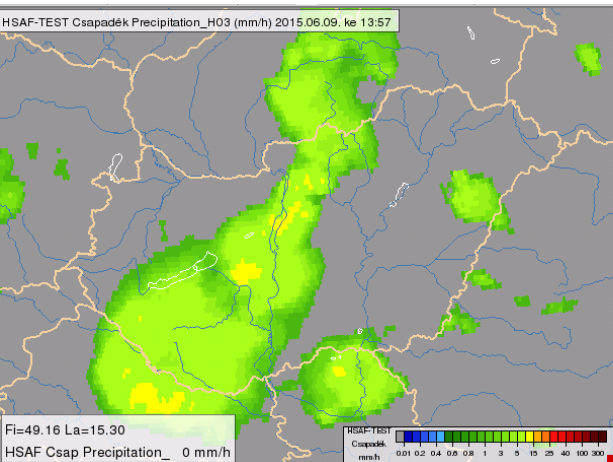 HSAF-TEST Csapadék Precipitation_H03 (mm/h) 2015.06.09. ke 13:57
Fi=49.16 La=15.30
HSAF Csap Precipitation_ 0 mm/h
HSAF-TEST
Csapadék
mm/h
0.01 0.2 0.4 0.6 0.8 1 3 5 15 25 40 100 300